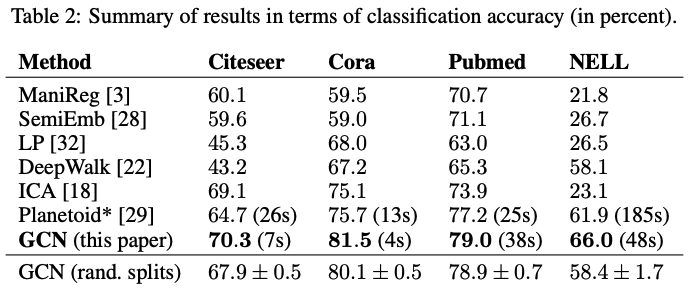 Table 2: Summary of results in terms of classification accuracy (in percent).
Method Citeseer Cora Pubmed NELL
ManiReg [3] 60.1 59.5 70.7 21.8
SemiEmb [28] 59.6 59.0 71.1 26.7
LP [32] 45.3 68.0 63.0 26.5
DeepWalk [22] 43.2 67.2 65.3 58.1
ICA [18] 69.1 75.1 73.9 23.1
Planetoid* [29] 64.7 (26s) 75.7 (13s) 77.2 (25s) 61.9 (185s)
GCN (this paper) 70.3 (7s) 81.5 (4s) 79.0 (38s) 66.0 (48s)
GCN (rand. splits) 67.9 ± 0.5 80.1 ± 0.5 78.9 ± 0.7 58.4 ± 1.7